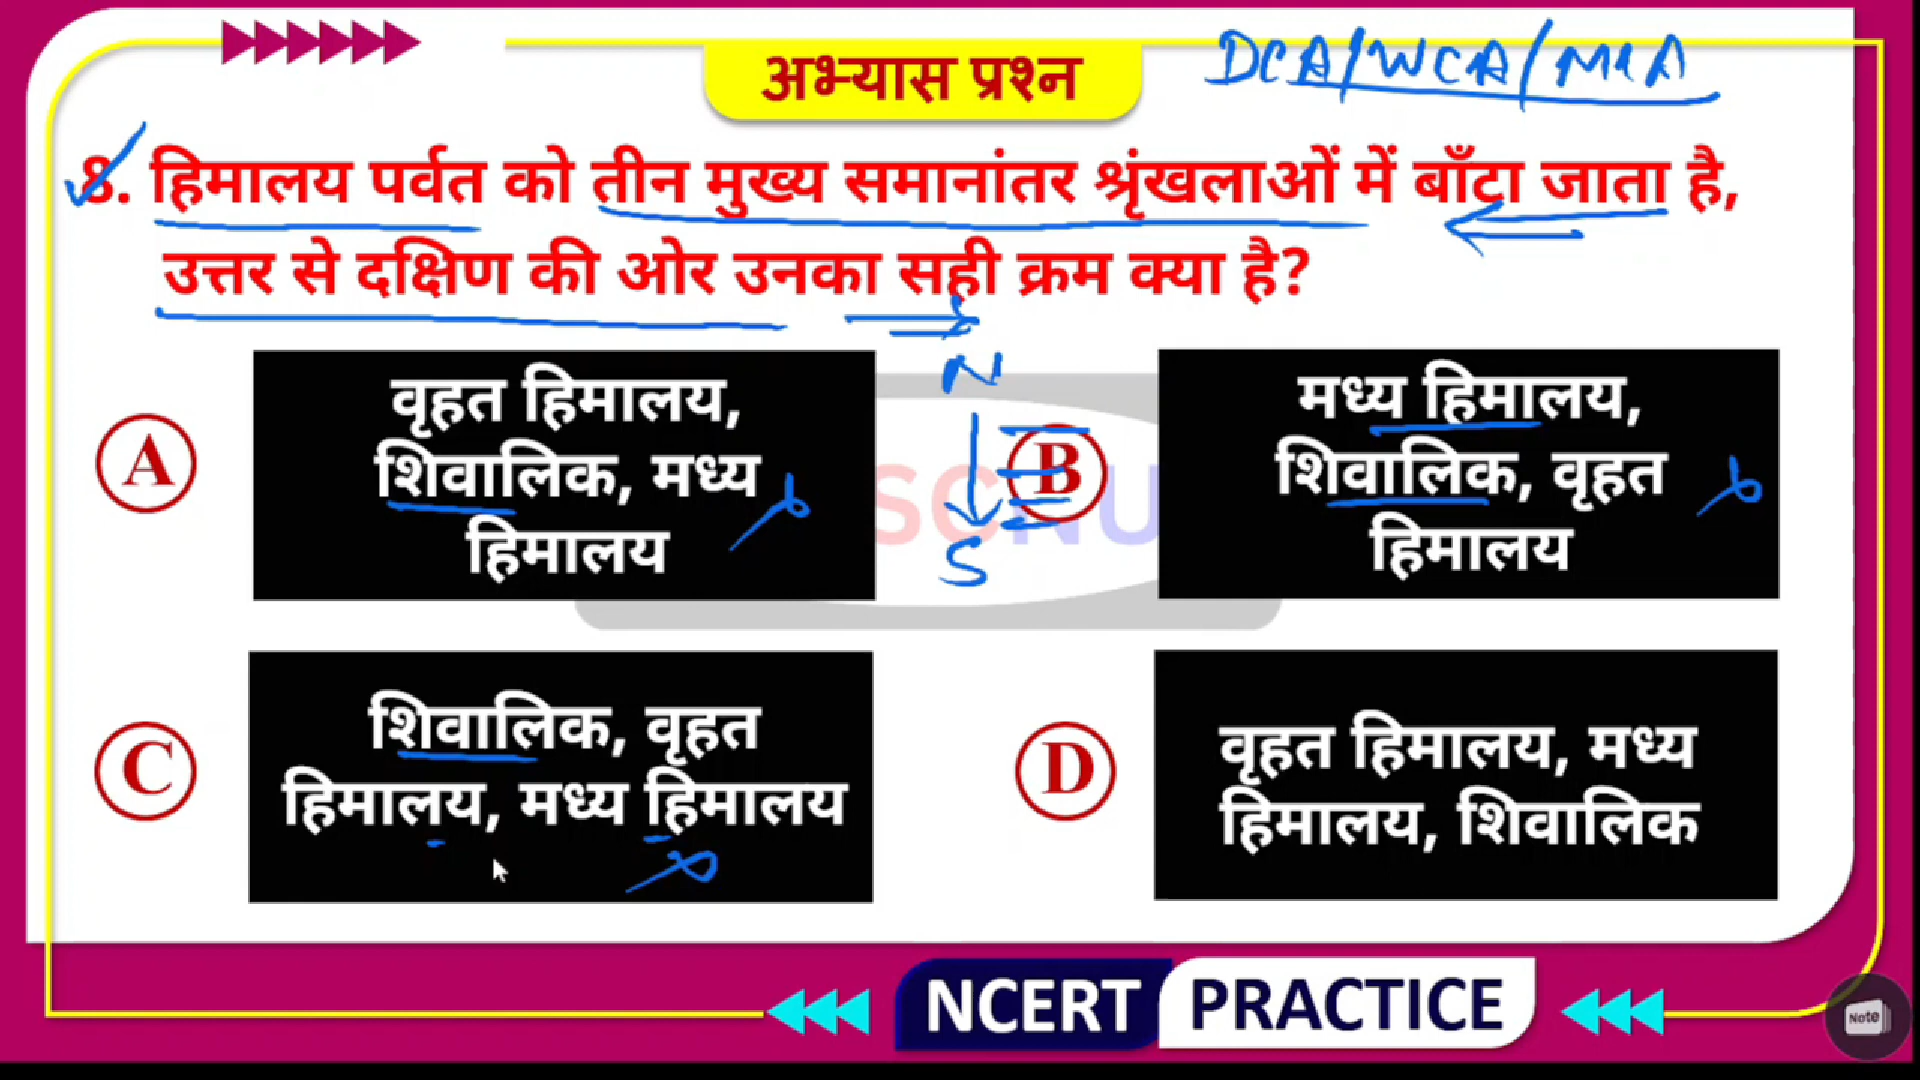 अभ्यास प्रश्न
DCA/WCA/MCA
8. हिमालय पर्वत को तीन मुख्य समानांतर श्रृंखलाओं में बाँटा जाता है,
उत्तर से दक्षिण की ओर उनका सही क्रम क्या है?
N
S
A
वृहत हिमालय,
शिवालिक, मध्य
हिमालय
B
मध्य हिमालय,
शिवालिक, वृहत
हिमालय
C
शिवालिक, वृहत
हिमालय, मध्य हिमालय
D
वृहत हिमालय, मध्य
हिमालय, शिवालिक
NCERT PRACTICE
Note